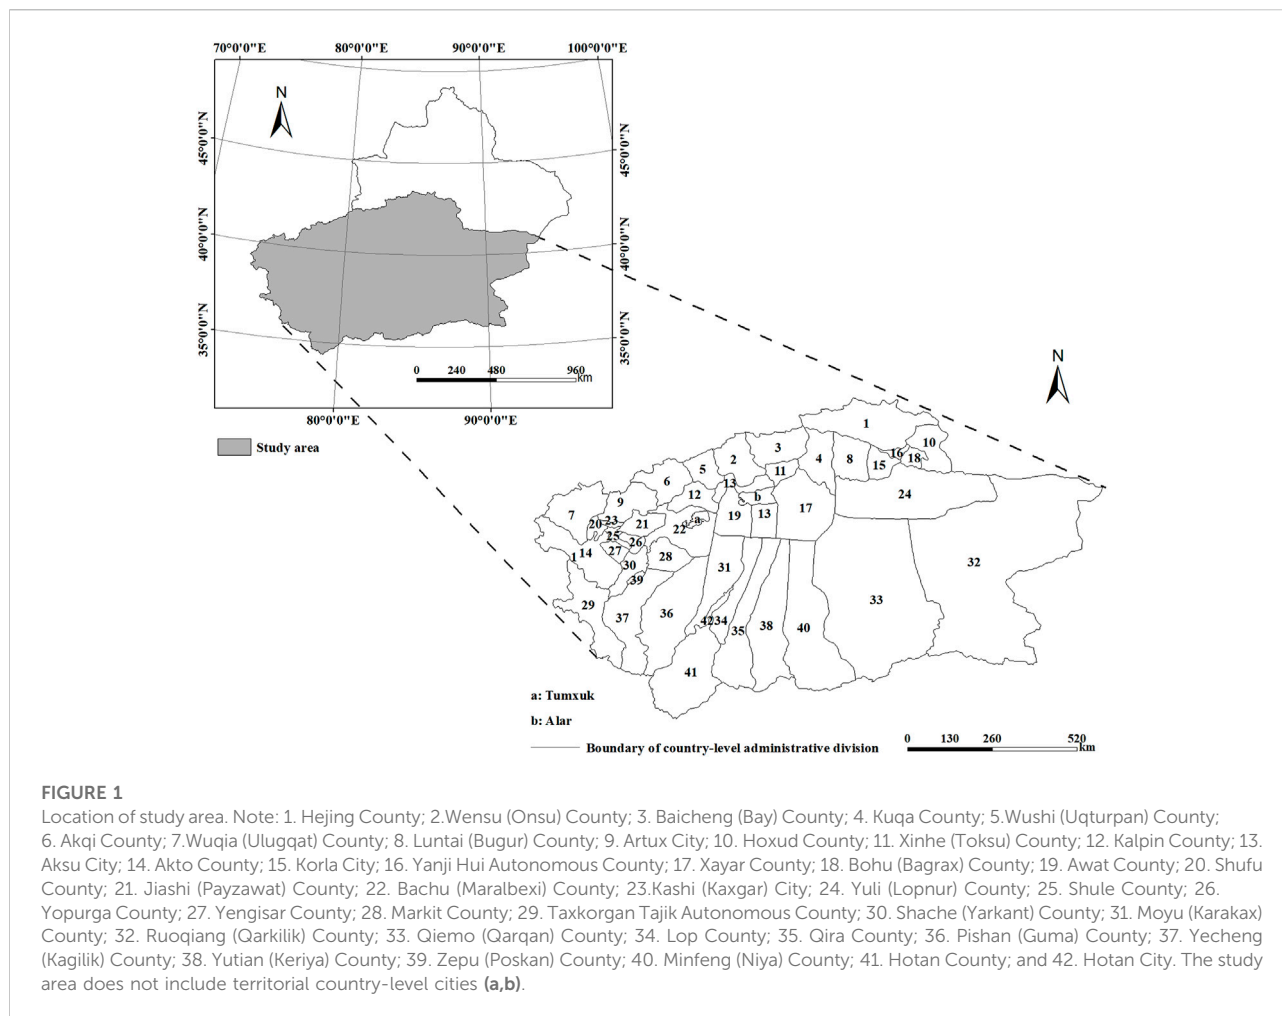 70°0'0"E 80°0'0"E 90°0'0"E 100°0'0"E
N
45°0'0"N 45°0'0"N
40°0'0"N 40°0'0"N
35°0'0"N 35°0'0"N
0 240 480 960
km
80°0'0"E 90°0'0"E
Study area
N
1
10
3
16
2 4 8 18
5 11 15
6 13
12 b 24
9 17
7 23 a 19 13
20 21 22
25 26
1 14 27 28
30 31 32
39
29 33
37 36 42 34 35 38 40
41
a: Tumxuk
b: Alar
Boundary of country-level administrative division
0 130 260 520
km
FIGURE 1
Location of study area. Note: 1. Hejing County; 2.Wensu (Onsu) County; 3. Baicheng (Bay) County; 4. Kuqa County; 5.Wushi (Uqturpan) County;
6. Akqi County; 7.Wuqia (Ulugqat) County; 8. Luntai (Bugur) County; 9. Artux City; 10. Hoxud County; 11. Xinhe (Toksu) County; 12. Kalpin County; 13.
Aksu City; 14. Akto County; 15. Korla City; 16. Yanji Hui Autonomous County; 17. Xayar County; 18. Bohu (Bagrax) County; 19. Awat County; 20. Shufu
County; 21. Jiashi (Payzawat) County; 22. Bachu (Maralbexi) County; 23.Kashi (Kaxgar) City; 24. Yuli (Lopnur) County; 25. Shule County; 26.
Yopurga County; 27. Yengisar County; 28. Markit County; 29. Taxkorgan Tajik Autonomous County; 30. Shache (Yarkant) County; 31. Moyu (Karakax)
County; 32. Ruoqiang (Qarkilik) County; 33. Qiemo (Qarqan) County; 34. Lop County; 35. Qira County; 36. Pishan (Guma) County; 37. Yecheng
(Kagilik) County; 38. Yutian (Keriya) County; 39. Zepu (Poskan) County; 40. Minfeng (Niya) County; 41. Hotan County; and 42. Hotan City. The study
area does not include territorial country-level cities (a,b).